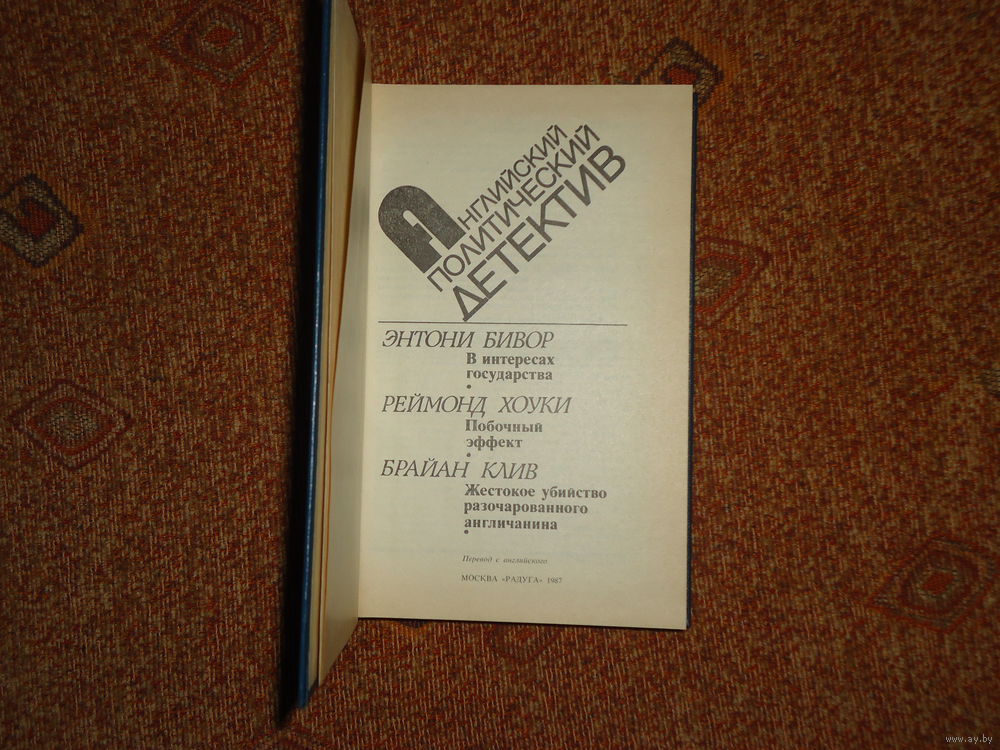 Английский
политический
детектив
ЭНТОНИ БИВОР
В интересах
государства
РЕЙМОНД ХОУКИ
Побочный
эффект
БРАЙАН КЛИВ
Жестокое убийство
разочарованного
англичанина
Перевод с английского
МОСКВА «РАДУГА» 1987
www.ay.by